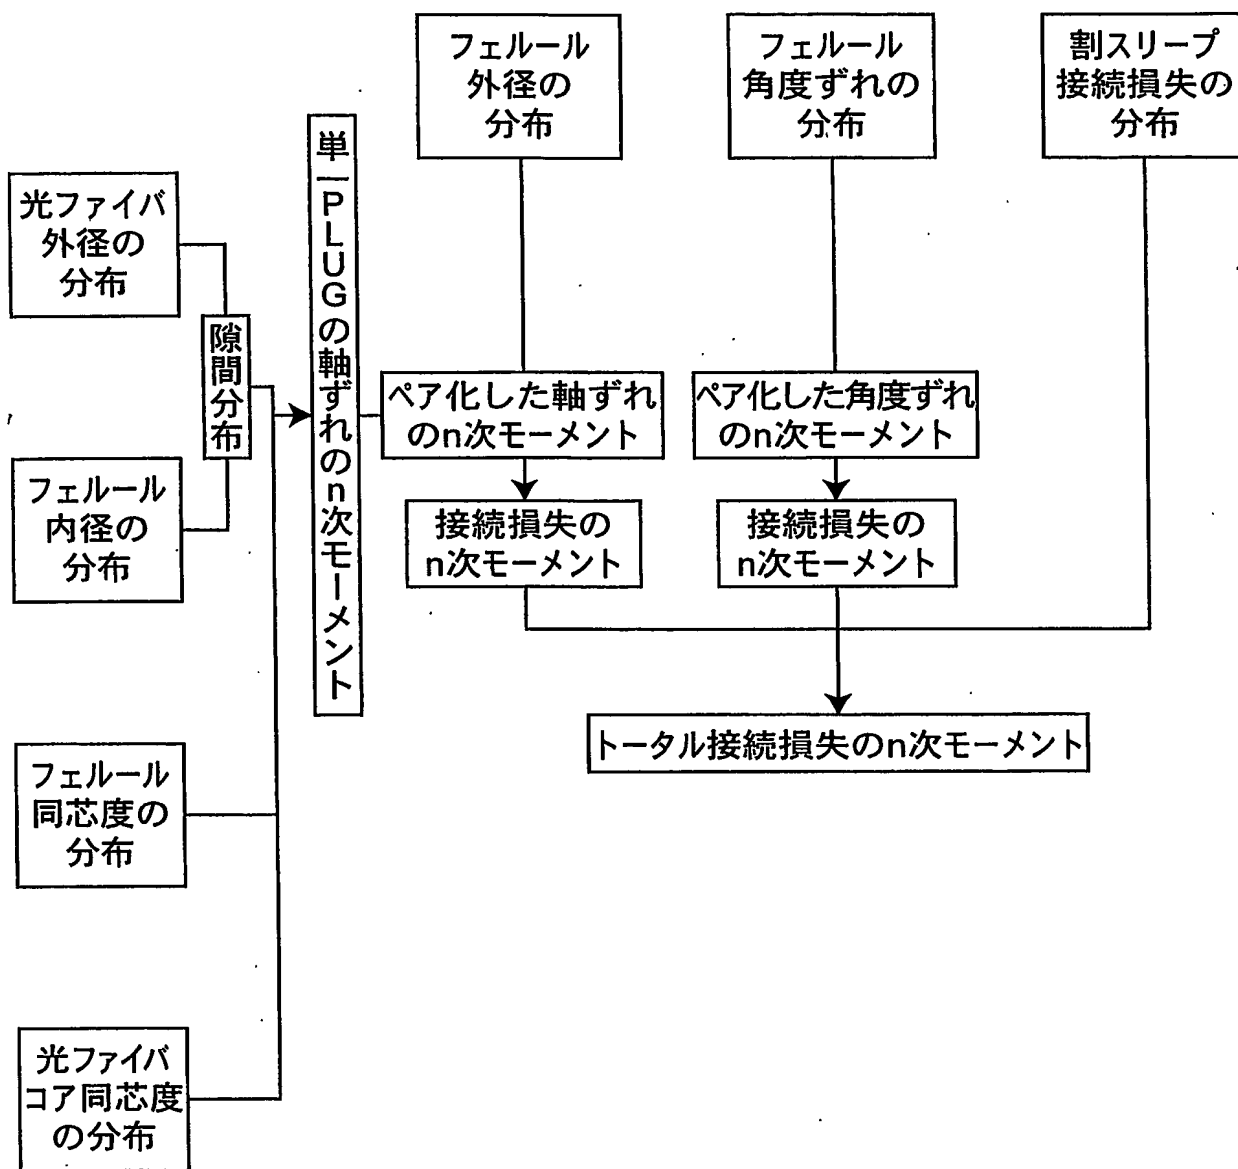 フェルール
外径の
分布
フェルール
角度ずれの
分布
割スリーブ
接続損失の
分布
光ファイバ
外径の
分布
隙間分布
フェルール
内径の
分布
フェルール
同芯度の
分布
光ファイバ
コア同芯度
の分布
単一PLUGの軸ずれのn次モーメント
ペア化した軸ずれ
のn次モーメント
ペア化した角度ずれ
のn次モーメント
接続損失の
n次モーメント
接続損失の
n次モーメント
トータル接続損失のn次モーメント